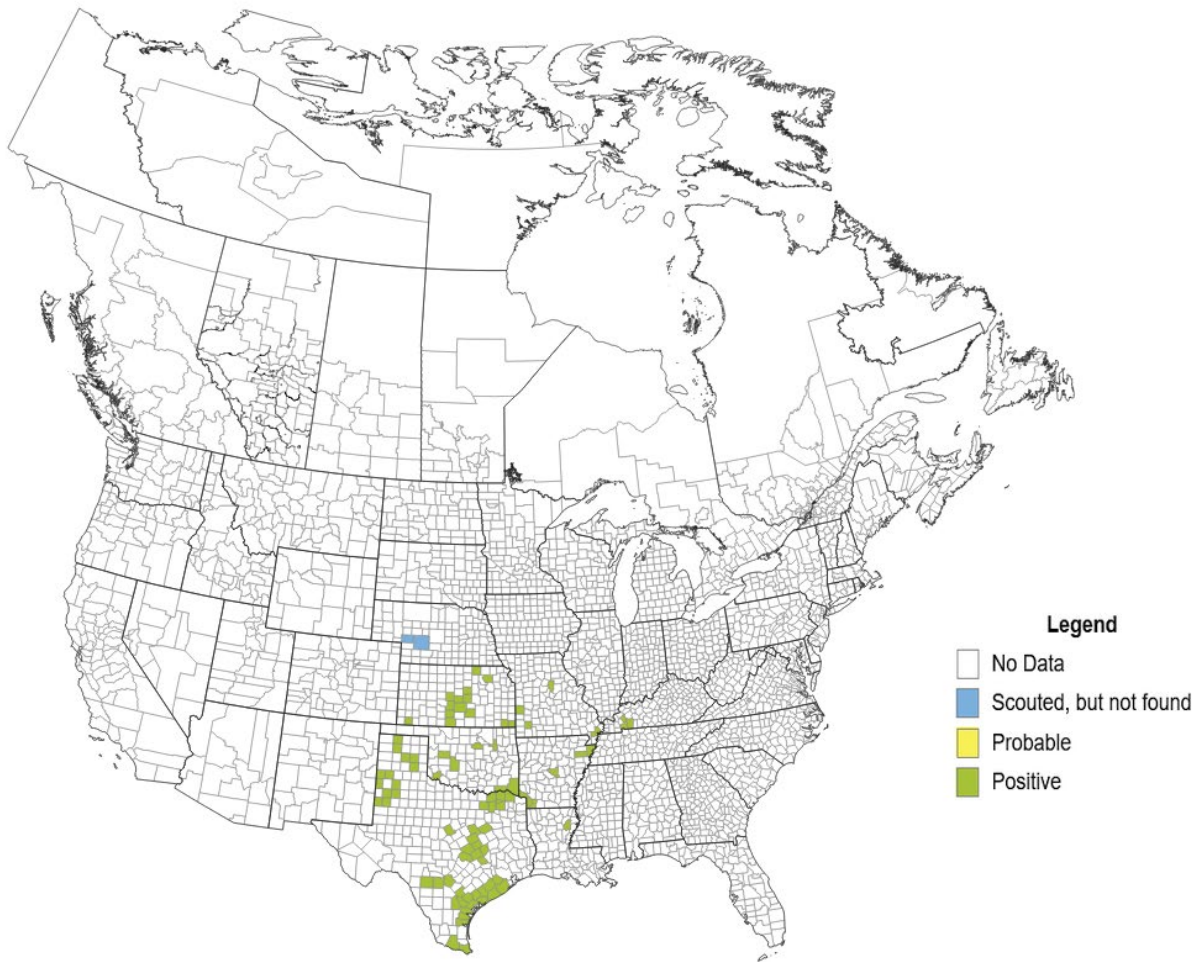 Legend
No Data
Scouted, but not found
Probable
Positive